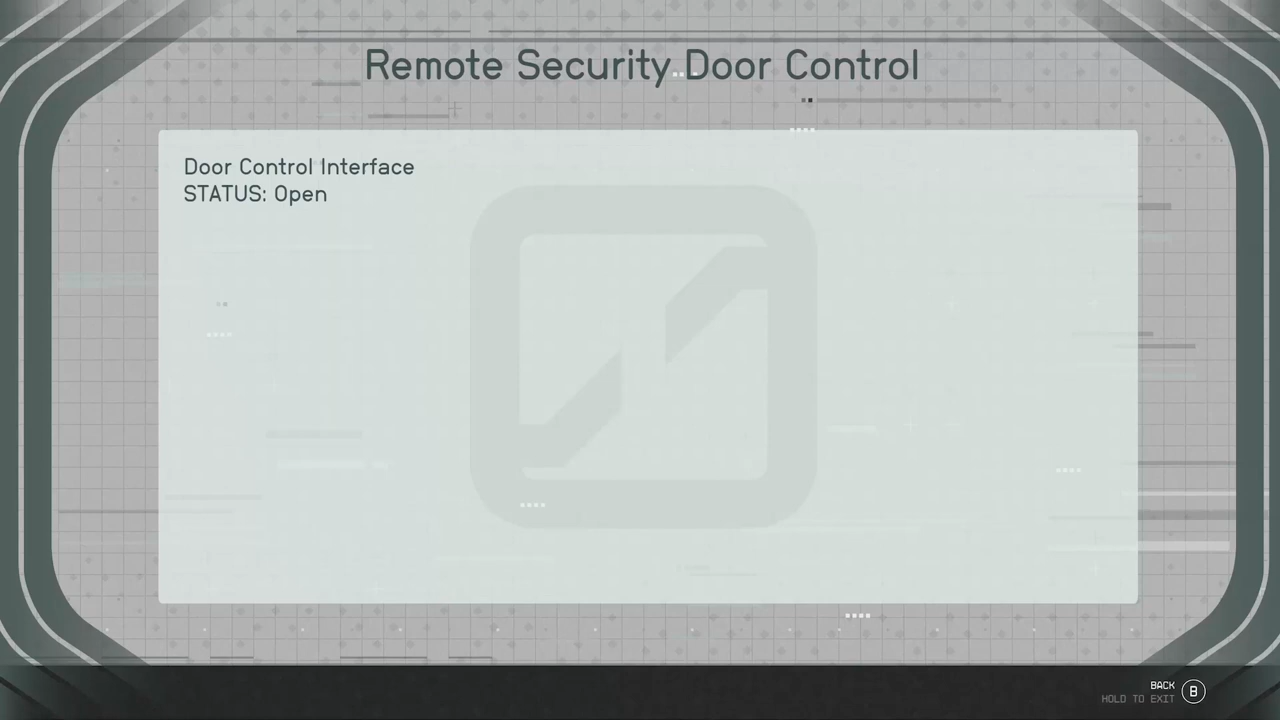 Remote Security Door Control
Door Control Interface
STATUS: Open
BACK
HOLD TO EXIT
B